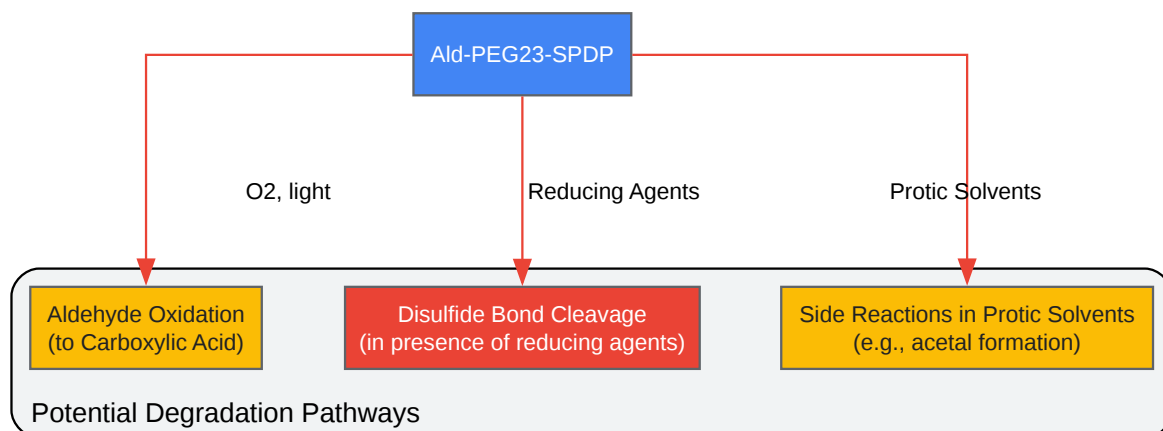 Ald-PEG23-SPDP
O2, light
Reducing Agents
Protic Solvents
Aldehyde Oxidation
(to Carboxylic Acid)
Disulfide Bond Cleavage
(in presence of reducing agents)
Side Reactions in Protic Solvents
(e.g., acetal formation)
Potential Degradation Pathways